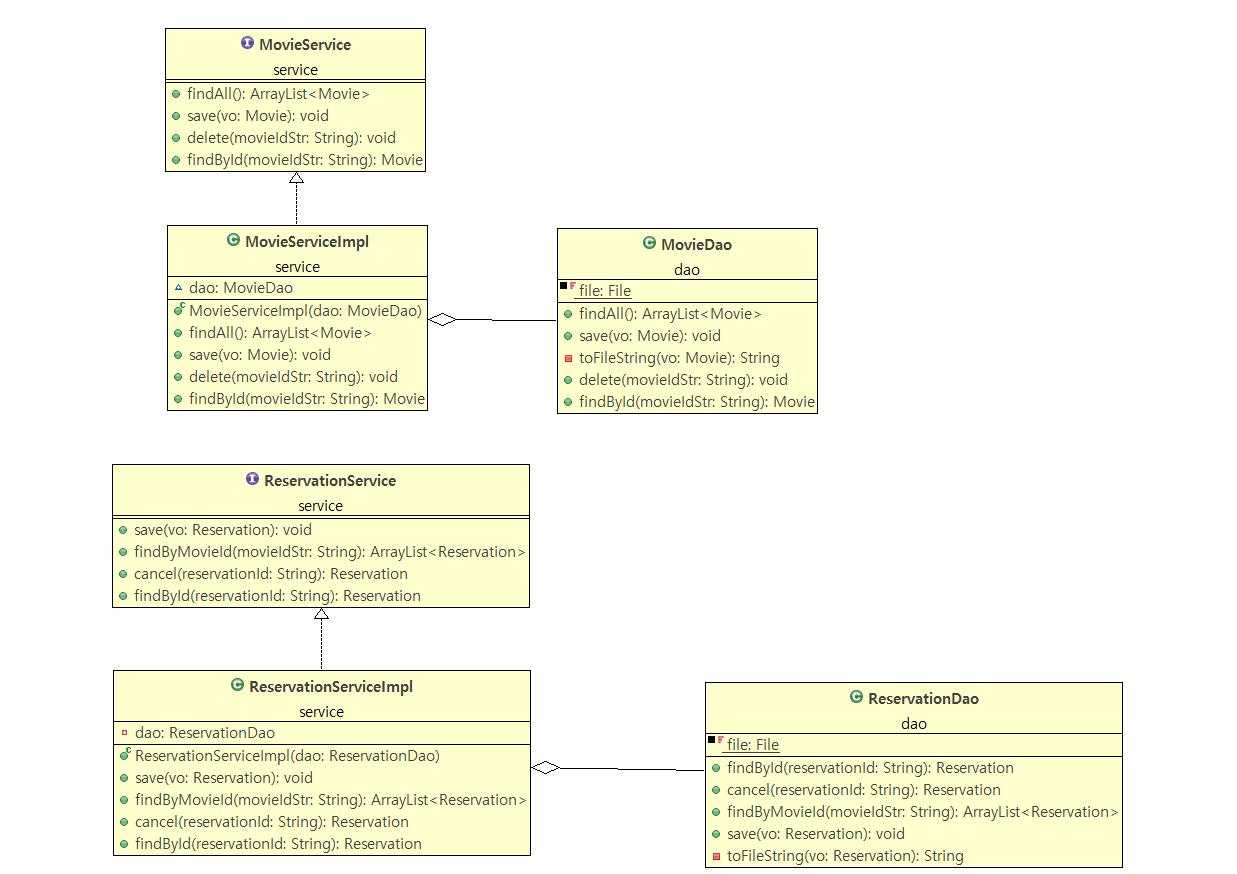 MovieService
service
findAll(): ArrayList<Movie>
save(vo: Movie): void
delete(movieIdStr: String): void
findById(movieIdStr: String): Movie
MovieServiceImpl
service
dao: MovieDao
MovieServiceImpl(dao: MovieDao)
findAll(): ArrayList<Movie>
save(vo: Movie): void
delete(movieIdStr: String): void
findById(movieIdStr: String): Movie
MovieDao
dao
file: File
findAll(): ArrayList<Movie>
save(vo: Movie): void
toFileString(vo: Movie): String
delete(movieIdStr: String): void
findById(movieIdStr: String): Movie
ReservationService
service
save(vo: Reservation): void
findByMovieId(movieIdStr: String): ArrayList<Reservation>
cancel(reservationId: String): Reservation
findById(reservationId: String): Reservation
ReservationServiceImpl
service
dao: ReservationDao
ReservationServiceImpl(dao: ReservationDao)
save(vo: Reservation): void
findByMovieId(movieIdStr: String): ArrayList<Reservation>
cancel(reservationId: String): Reservation
findById(reservationId: String): Reservation
ReservationDao
dao
file: File
findById(reservationId: String): Reservation
cancel(reservationId: String): Reservation
findByMovieId(movieIdStr: String): ArrayList<Reservation>
save(vo: Reservation): void
toFileString(vo: Reservation): String